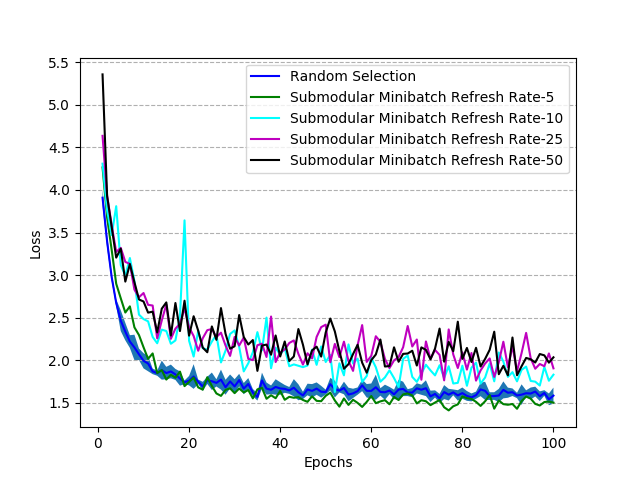 5.5
5.0
4.5
4.0
3.5
3.0
2.5
2.0
1.5
Loss
Random Selection
Submodular Minibatch Refresh Rate-5
Submodular Minibatch Refresh Rate-10
Submodular Minibatch Refresh Rate-25
Submodular Minibatch Refresh Rate-50
0 20 40 60 80 100
Epochs